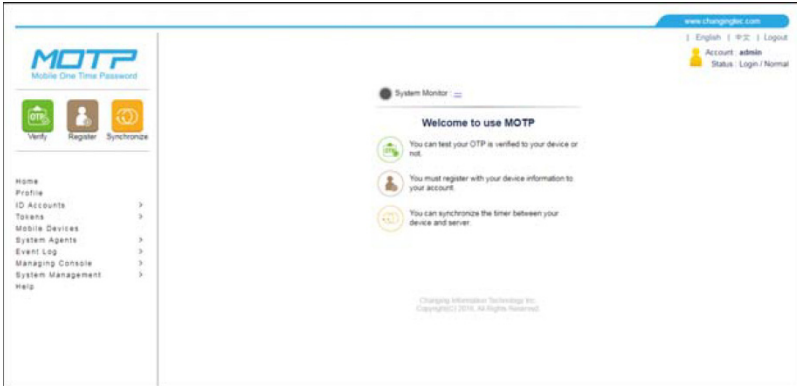 www.changingtec.com
| English | 中文 | Logout
Account : admin
Status : Login / Normal
MOTP
Mobile One Time Password
OTP
Verify
Register
Synchronize
Home
Profile
ID Accounts >
Tokens >
Mobile Devices
System Agents >
Event Log >
Managing Console >
System Management >
Help
System Monitor :
Welcome to use MOTP
OTP
You can test your OTP is verified to your device or
not.
You must register with your device information to
your account.
You can synchronize the timer between your
device and server.
Changing Information Technology Inc.
Copyright(C) 2016, All Rights Reserved.